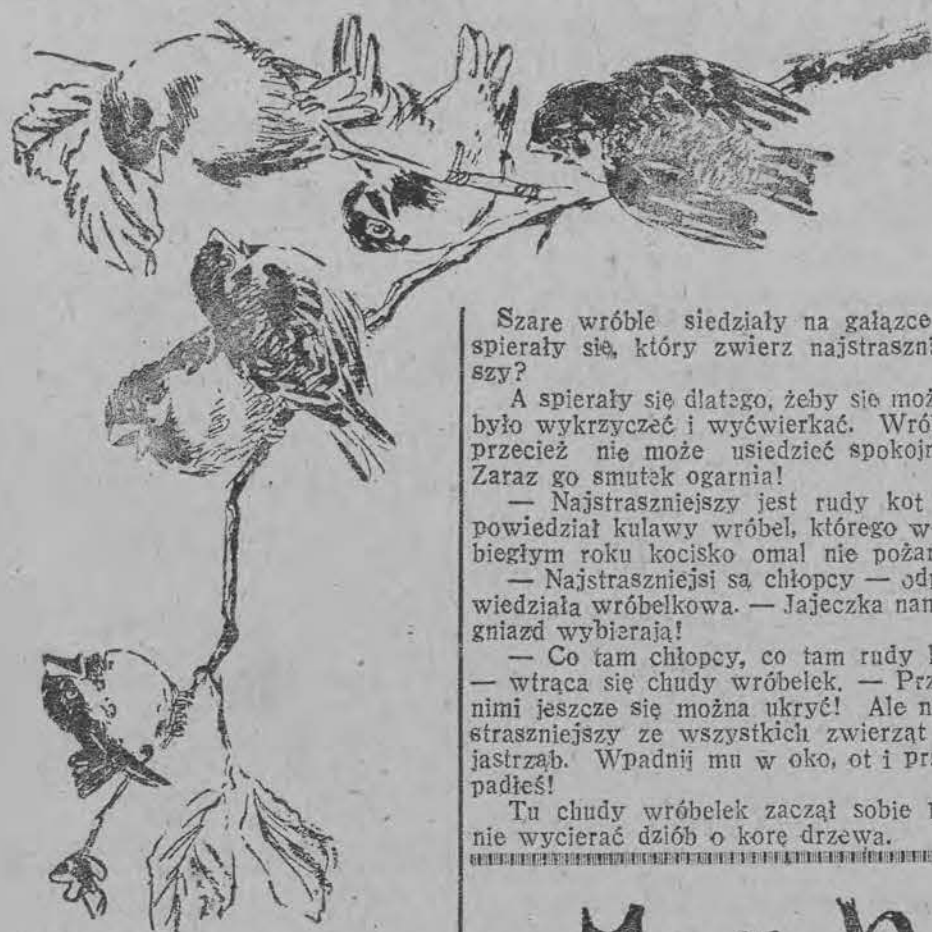 Szare wróble siedziały na gałązce
spierały się, który zwierz najstraszni
szy?
A spierały się dlatego, żeby się moż
było wykrzyczeć i wyćwierkać. Wrób
przecież nie może usiedzieć spokojn
Zaraz go smutek ogarnia!
— Najstraszniejszy jest rudy kot
powiedział kulawy wróbel, którego w
biegłym roku kocisko omal nie pożar
— Najstraszniejsi są chłopcy — odp
wiedziała wróbelkowa. — Jajeczka nam
gniazd wybierają!
— Co tam chłopcy, co tam rudy k
— wtrąca się chudy wróbelek. — Prz
nimi jeszcze się można ukryć! Ale n
straszniejszy ze wszystkich zwierząt
jastrząb. Wpadnij mu w oko, ot i prz
padłeś!
Tu chudy wróbelek zaczął sobie
nie wycierać dziób o korę drzewa.